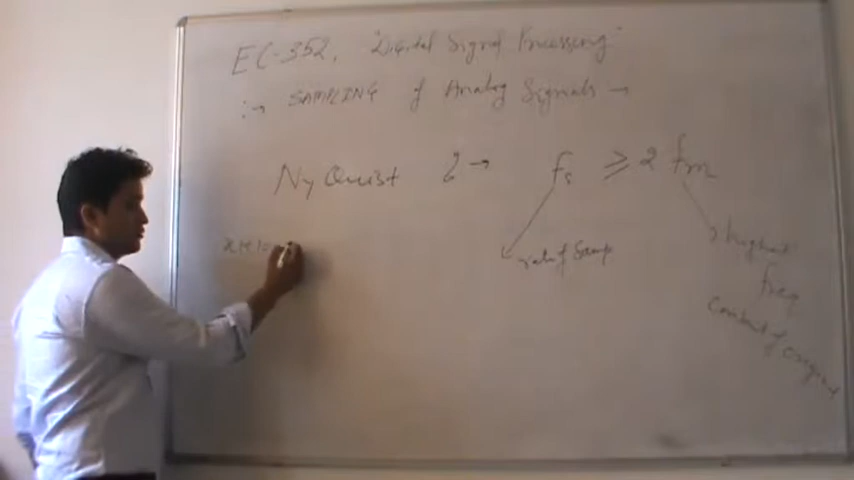 EC-352, "Digital Signal Processing"
:→ SAMPLING of Analog Signals →
NyQuist → fs ≥ 2 fm
rate of Samp
highest
freq
content of original